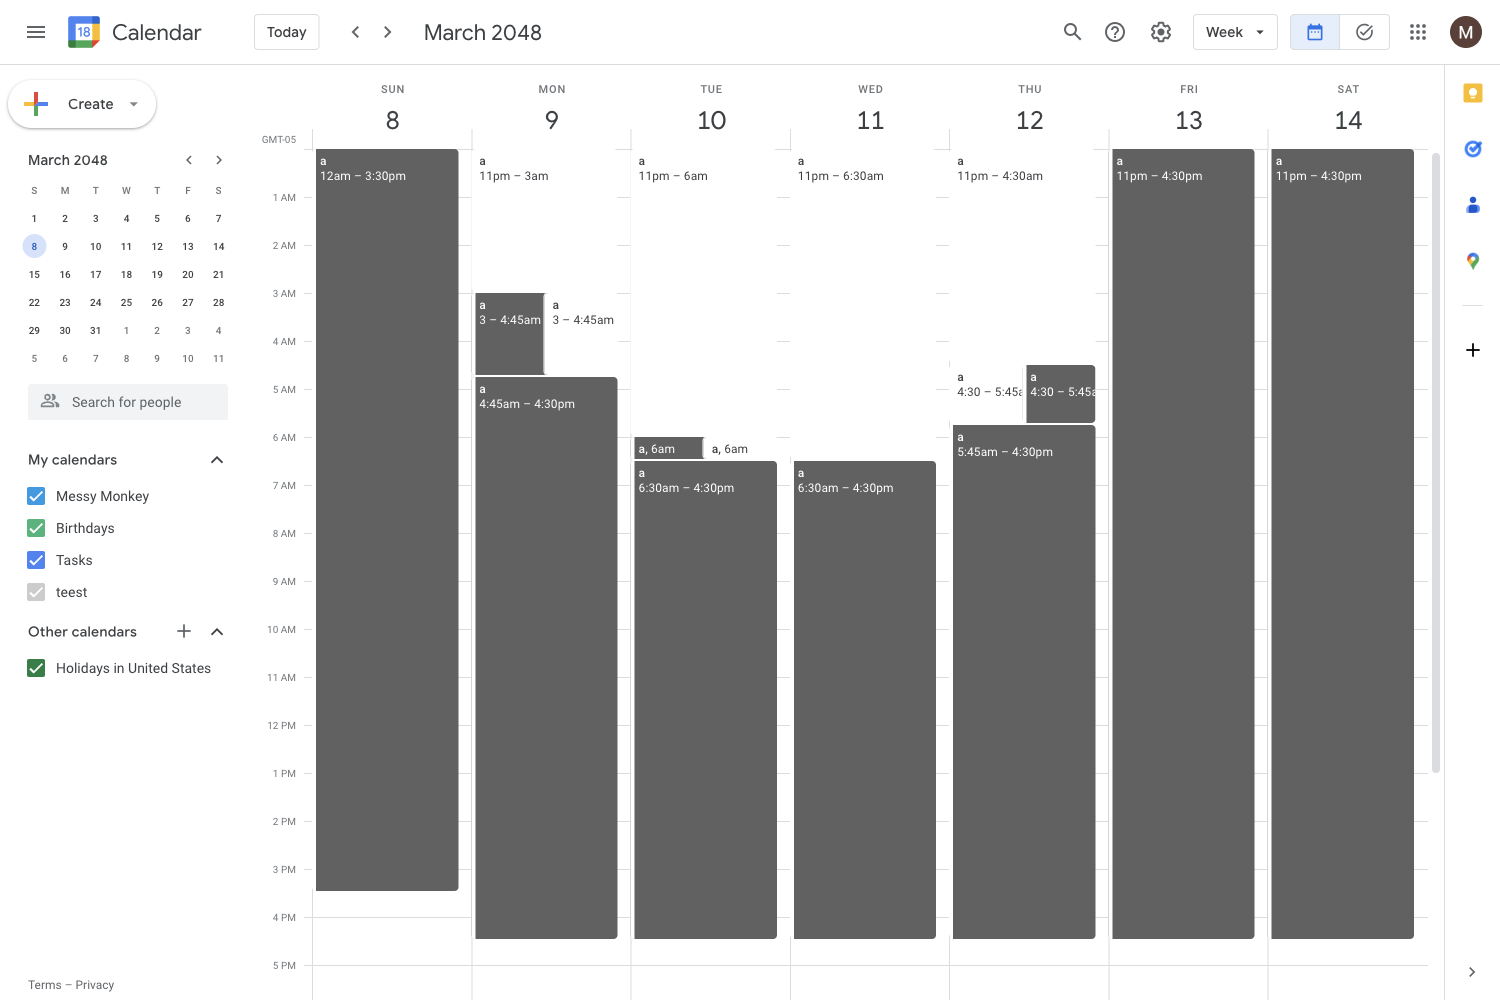 18 Calendar Today March 2048 Week M
Create
March 2048
S M T W T F S
1 2 3 4 5 6 7
8 9 10 11 12 13 14
15 16 17 18 19 20 21
22 23 24 25 26 27 28
29 30 31 1 2 3 4
5 6 7 8 9 10 11
Search for people
My calendars
Messy Monkey
Birthdays
Tasks
teest
Other calendars
Holidays in United States
Terms – Privacy
SUN MON TUE WED THU FRI SAT
8 9 10 11 12 13 14
GMT-05
1 AM
2 AM
3 AM
4 AM
5 AM
6 AM
7 AM
8 AM
9 AM
10 AM
11 AM
12 PM
1 PM
2 PM
3 PM
4 PM
5 PM
a
12am – 3:30pm
a
11pm – 3am
a
3 – 4:45am
a
3 – 4:45am
a
4:45am – 4:30pm
a
11pm – 6am
a, 6am
a, 6am
a
6:30am – 4:30pm
a
11pm – 6:30am
a
6:30am – 4:30pm
a
11pm – 4:30am
a
4:30 – 5:45a
a
4:30 – 5:45a
a
5:45am – 4:30pm
a
11pm – 4:30pm
a
11pm – 4:30pm